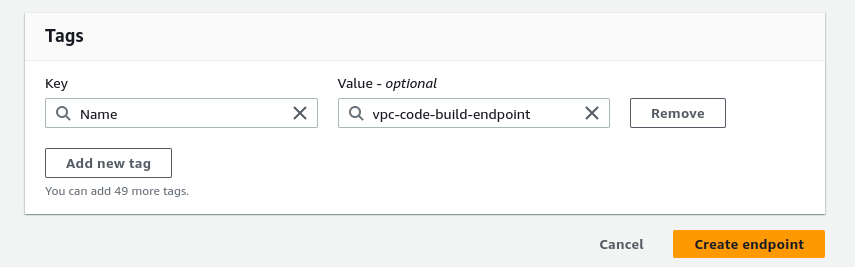 Tags
Key
Value - optional
Name
vpc-code-build-endpoint
Remove
Add new tag
You can add 49 more tags.
Cancel
Create endpoint